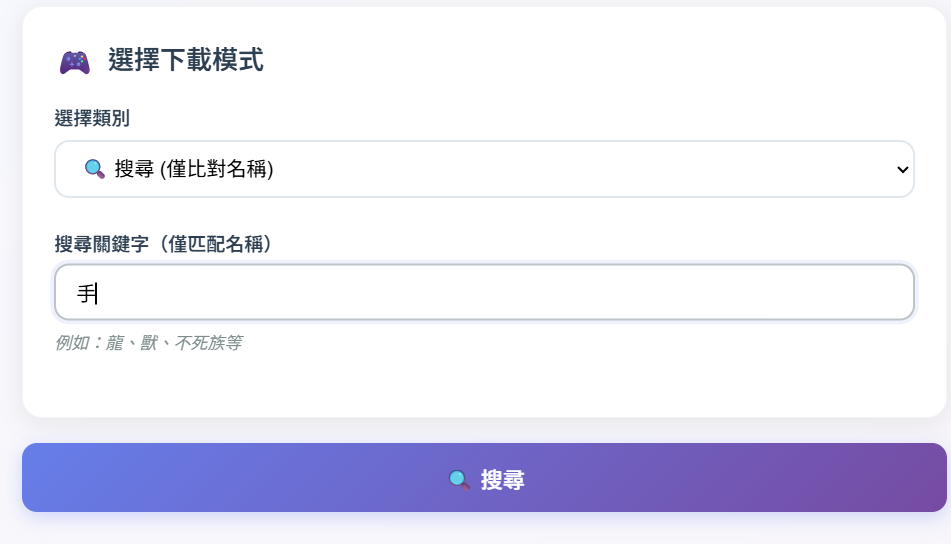 選擇下載模式
選擇類別
搜尋 (僅比對名稱)
搜尋關鍵字（僅匹配名稱）
手
例如：龍、獸、不死族等
搜尋